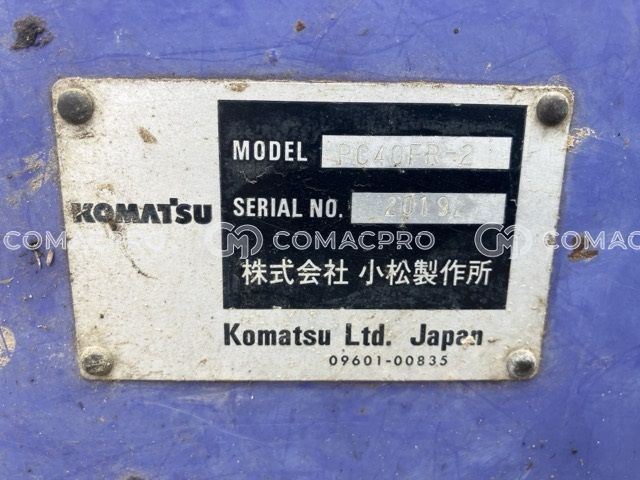 MODEL PC40FR-2
KOMATSU
SERIAL NO. 20192
COMACPRO COMACPRO COMACPRO
株式会社 小松製作所
Komatsu Ltd. Japan
09601-00835